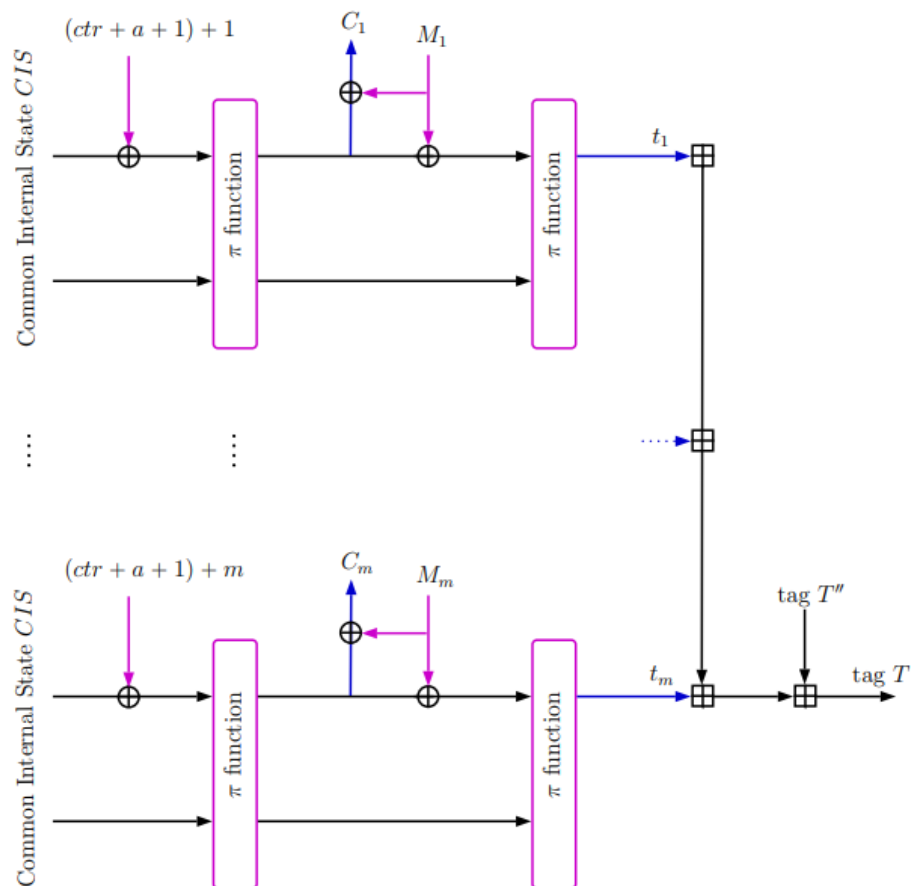 (ctr + a + 1) + 1
C₁
M₁
Common Internal State CIS
π function
π function
t₁
(ctr + a + 1) + m
Cₘ
Mₘ
tag T″
Common Internal State CIS
π function
π function
tₘ
tag T